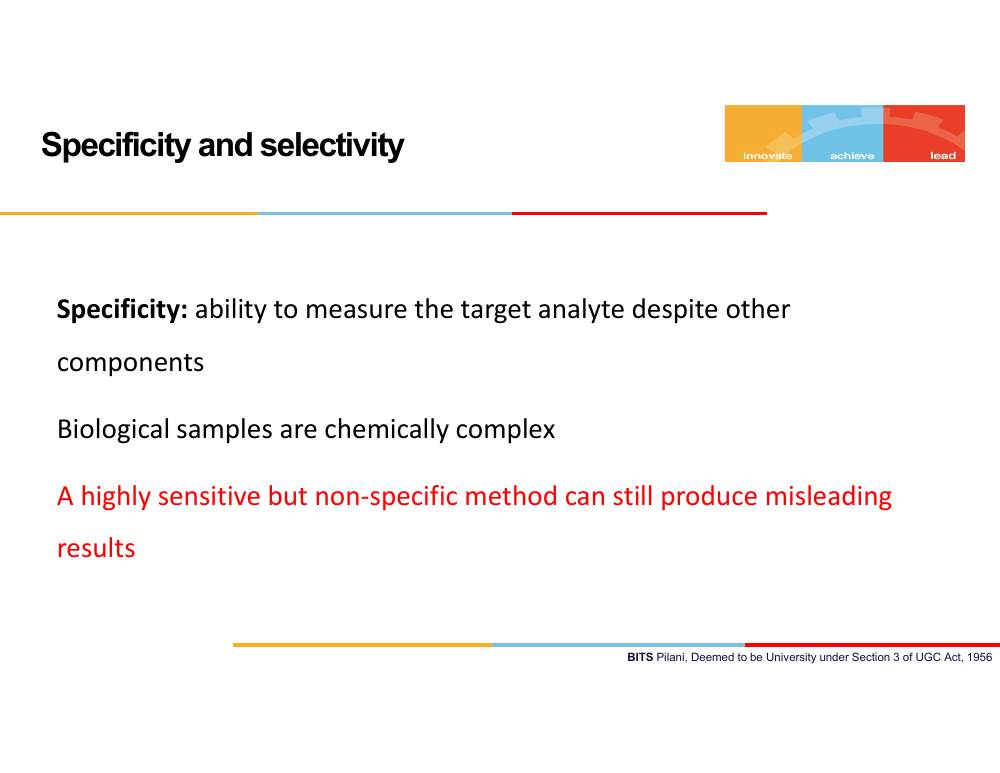 Specificity and selectivity
innovate achieve lead
Specificity: ability to measure the target analyte despite other
components
Biological samples are chemically complex
A highly sensitive but non-specific method can still produce misleading
results
BITS Pilani, Deemed to be University under Section 3 of UGC Act, 1956